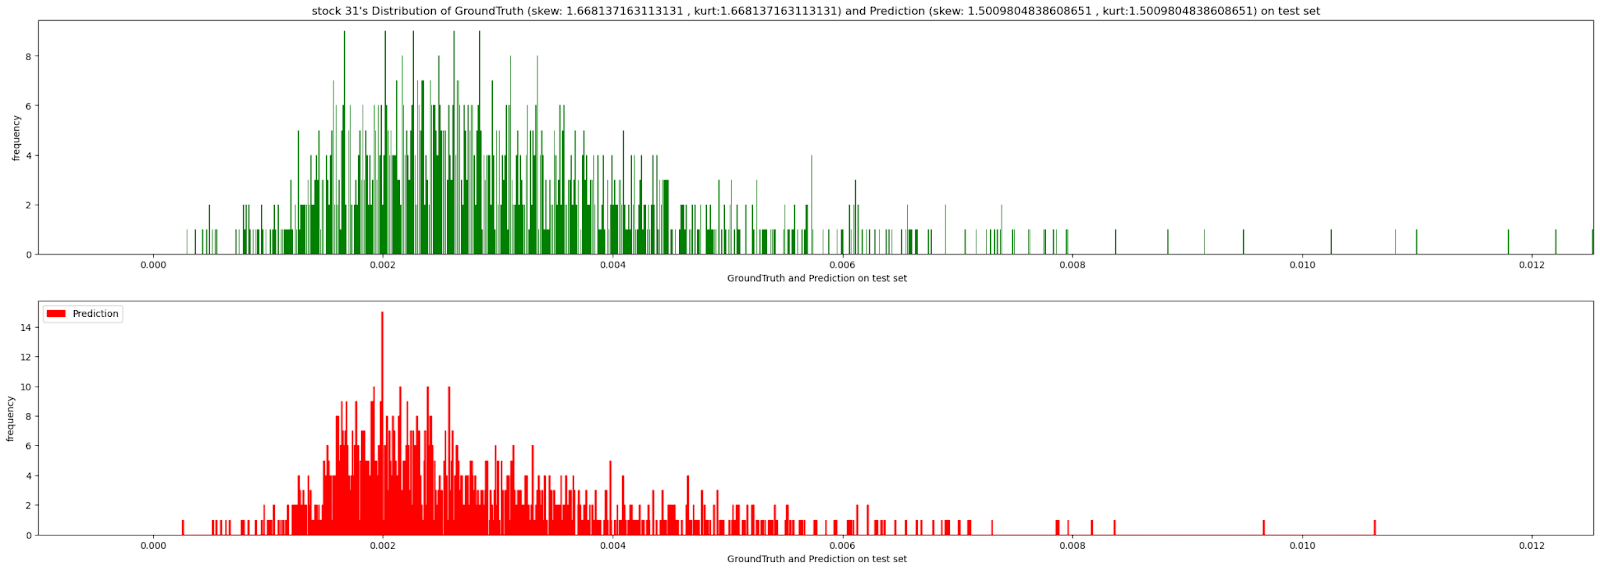 stock 31's Distribution of GroundTruth (skew: 1.668137163113131 , kurt:1.668137163113131) and Prediction (skew: 1.5009804838608651 , kurt:1.5009804838608651) on test set
frequency
8
6
4
2
0
0.000 0.002 0.004 0.006 0.008 0.010 0.012
GroundTruth and Prediction on test set
Prediction
frequency
14
12
10
8
6
4
2
0
0.000 0.002 0.004 0.006 0.008 0.010 0.012
GroundTruth and Prediction on test set